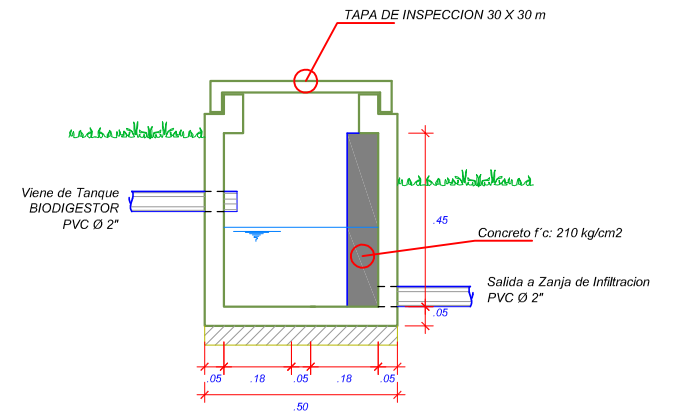 TAPA DE INSPECCION 30 X 30 m
Viene de Tanque
BIODIGESTOR
PVC Ø 2"
.45
Concreto f´c: 210 kg/cm2
Salida a Zanja de Infiltracion
PVC Ø 2"
.05
.05 .18 .05 .18 .05
.50